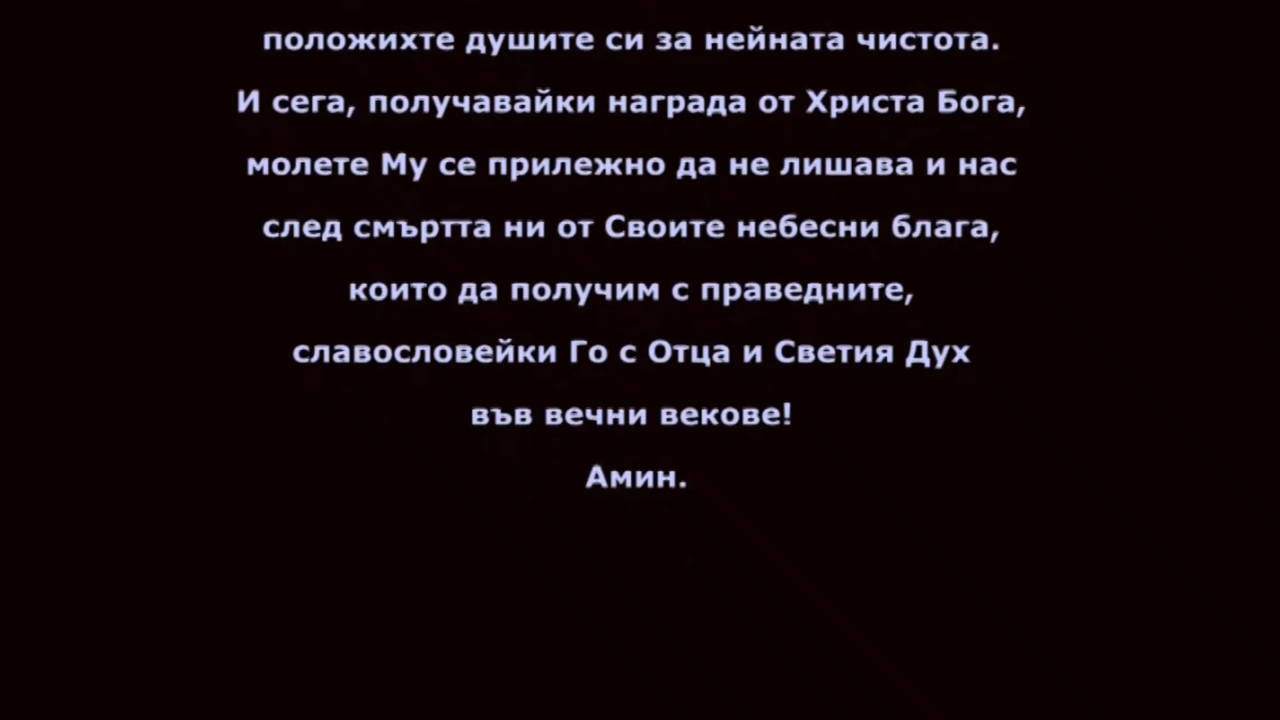 положихте душите си за нейната чистота.
И сега, получавайки награда от Христа Бога,
молете Му се прилежно да не лишава и нас
след смъртта ни от Своите небесни блага,
които да получим с праведните,
славословейки Го с Отца и Светия Дух
във вечни векове!
Амин.